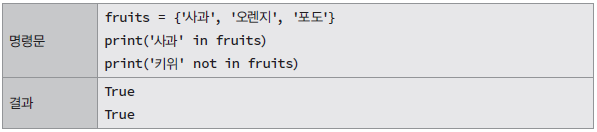 명령문
fruits = {'사과', '오렌지', '포도'}
print('사과' in fruits)
print('키위' not in fruits)
결과
True
True